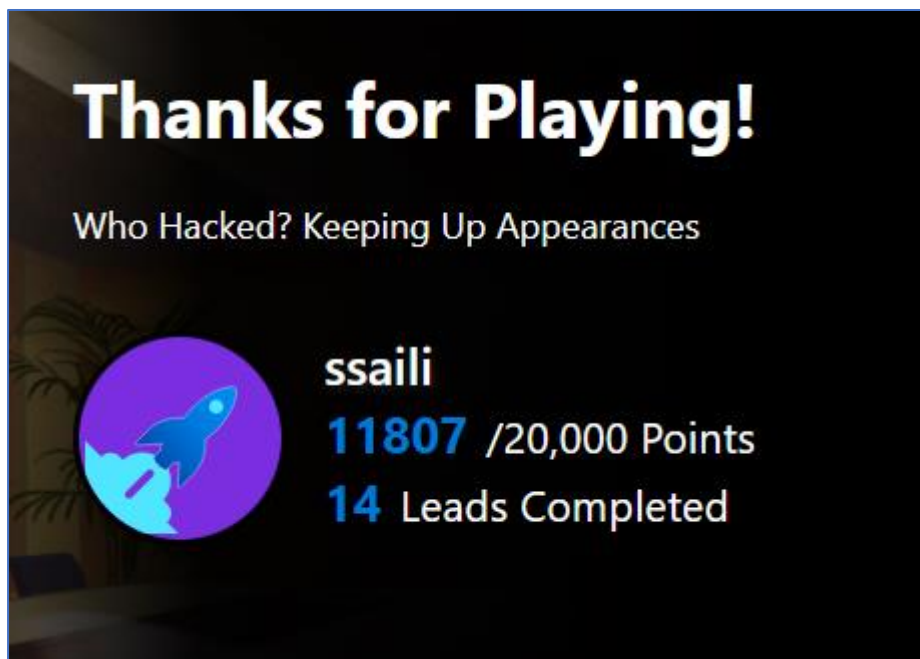 Thanks for Playing!
Who Hacked? Keeping Up Appearances
ssaili
11807 /20,000 Points
14 Leads Completed